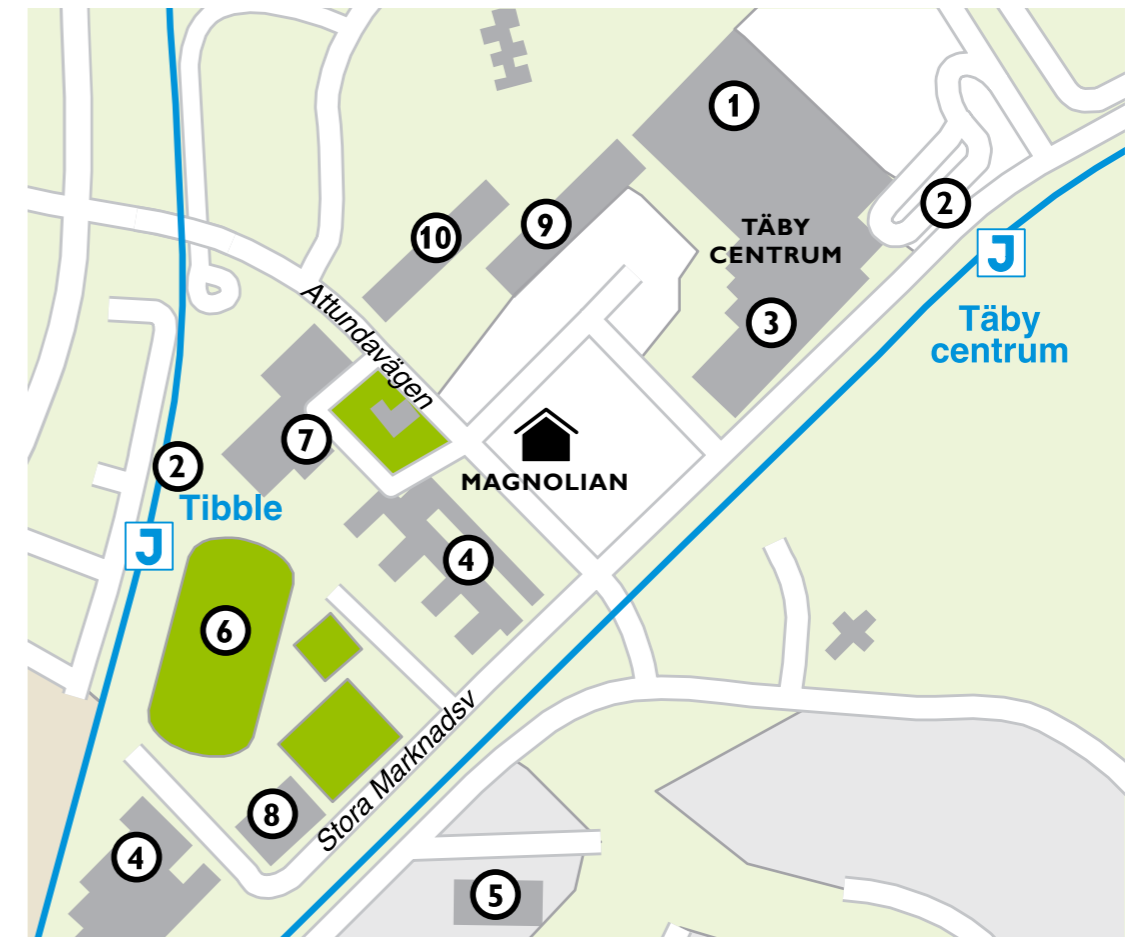 1
2
TÄBY
CENTRUM
J
Täby
centrum
3
9
10
Attundavägen
MAGNOLIAN
7
2
Tibble
J
4
6
Stora Marknadsv
8
4
5